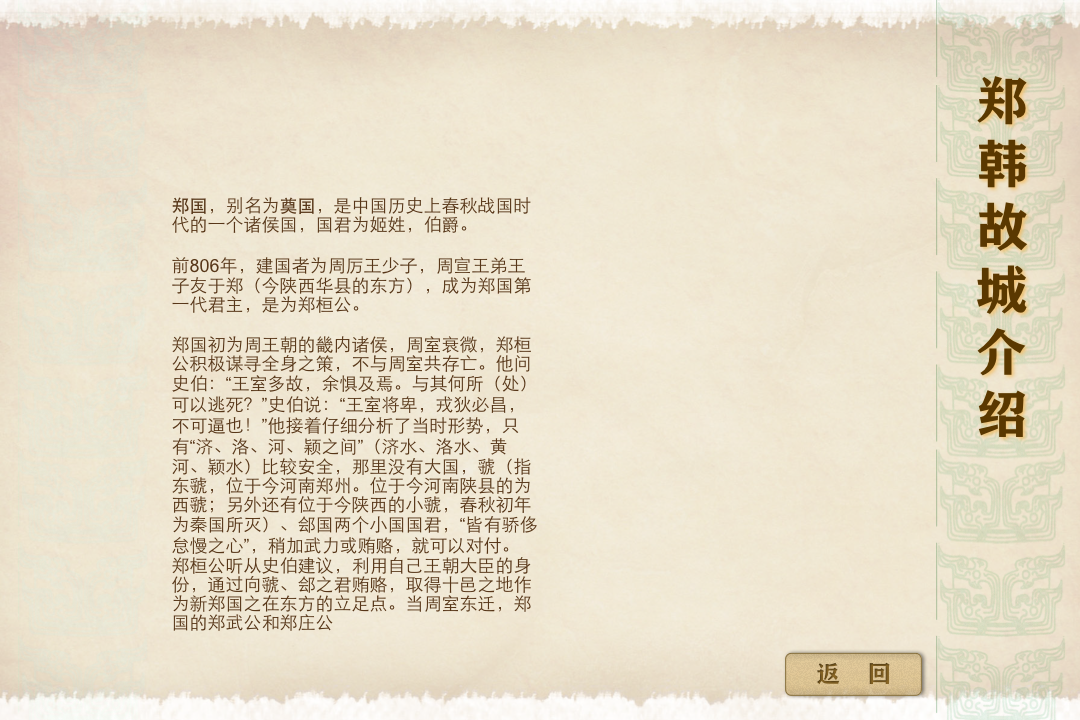 郑韩故城介绍
郑国，别名为奠国，是中国历史上春秋战国时
代的一个诸侯国，国君为姬姓，伯爵。
前806年，建国者为周厉王少子，周宣王弟王
子友于郑（今陕西华县的东方），成为郑国第
一代君主，是为郑桓公。
郑国初为周王朝的畿内诸侯，周室衰微，郑桓
公积极谋寻全身之策，不与周室共存亡。他问
史伯：“王室多故，余惧及焉。与其何所（处）
可以逃死？”史伯说：“王室将卑，戎狄必昌，
不可逼也！”他接着仔细分析了当时形势，只
有“济、洛、河、颖之间”（济水、洛水、黄
河、颖水）比较安全，那里没有大国，虢（指
东虢，位于今河南郑州。位于今河南陕县的为
西虢；另外还有位于今陕西的小虢，春秋初年
为秦国所灭）、郐国两个小国国君，“皆有骄侈
怠慢之心”，稍加武力或贿赂，就可以对付。
郑桓公听从史伯建议，利用自己王朝大臣的身
份，通过向虢、郐之君贿赂，取得十邑之地作
为新郑国之在东方的立足点。当周室东迁，郑
国的郑武公和郑庄公
返 回